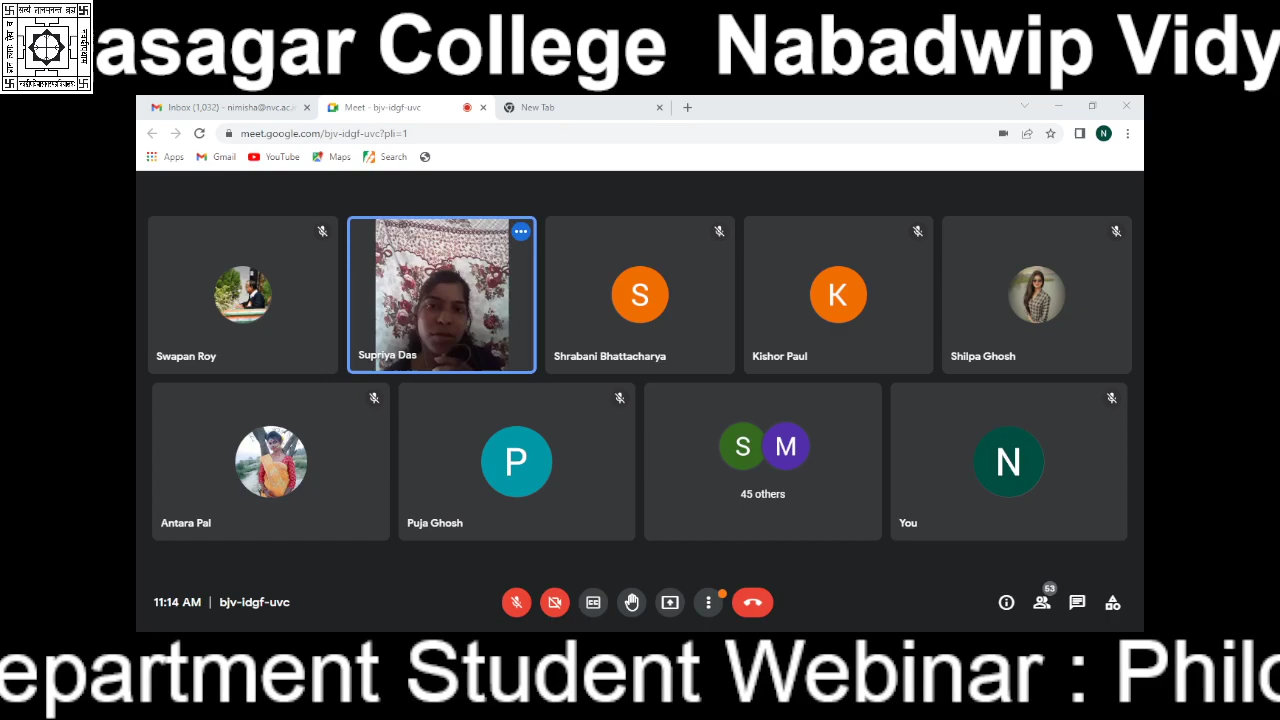 asagar College Nabadwip Vidy
Inbox (1,032) - nimisha@nvc.ac.i
Meet - bjv-idgf-uvc
New Tab
meet.google.com/bjv-idgf-uvc?pli=1
N
Apps
Gmail
YouTube
Maps
Search
Swapan Roy
Supriya Das
S
Shrabani Bhattacharya
K
Kishor Paul
Shilpa Ghosh
Antara Pal
P
Puja Ghosh
S M
45 others
N
You
11:14 AM | bjv-idgf-uvc
CC
53
epartment Student Webinar : Philo